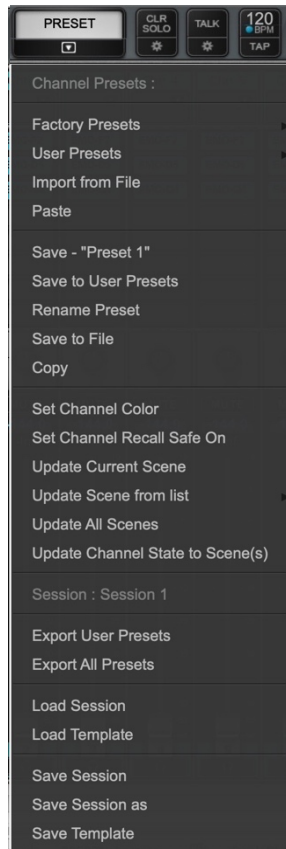 PRESET
CLR
SOLO
TALK
120
BPM
TAP
Channel Presets :
Factory Presets
User Presets
Import from File
Paste
Save - "Preset 1"
Save to User Presets
Rename Preset
Save to File
Copy
Set Channel Color
Set Channel Recall Safe On
Update Current Scene
Update Scene from list
Update All Scenes
Update Channel State to Scene(s)
Session : Session 1
Export User Presets
Export All Presets
Load Session
Load Template
Save Session
Save Session as
Save Template